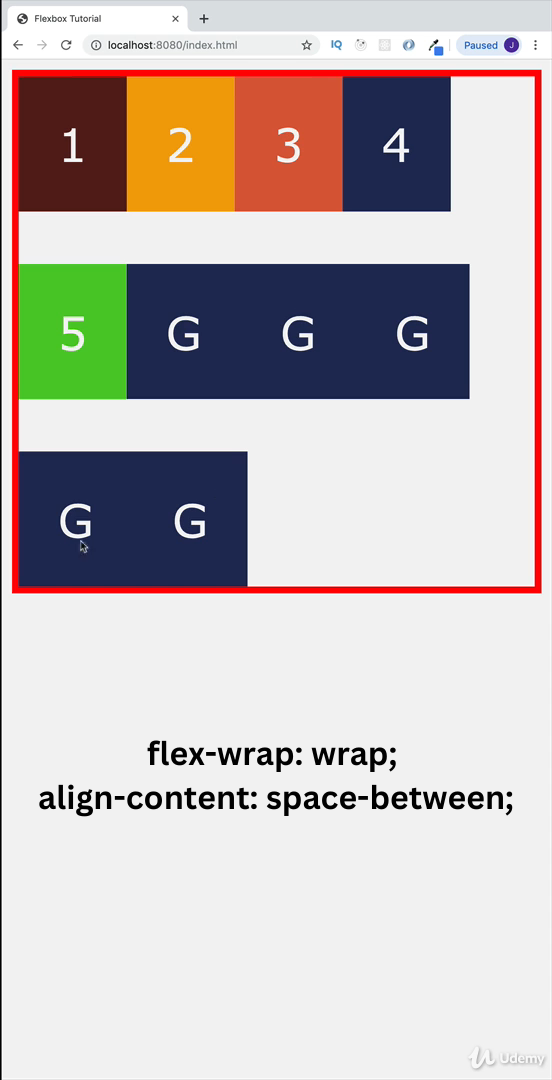 Flexbox Tutorial
localhost:8080/index.html
IQ
Paused
J
1 2 3 4
5 G G G
G G
flex-wrap: wrap;
align-content: space-between;
Udemy